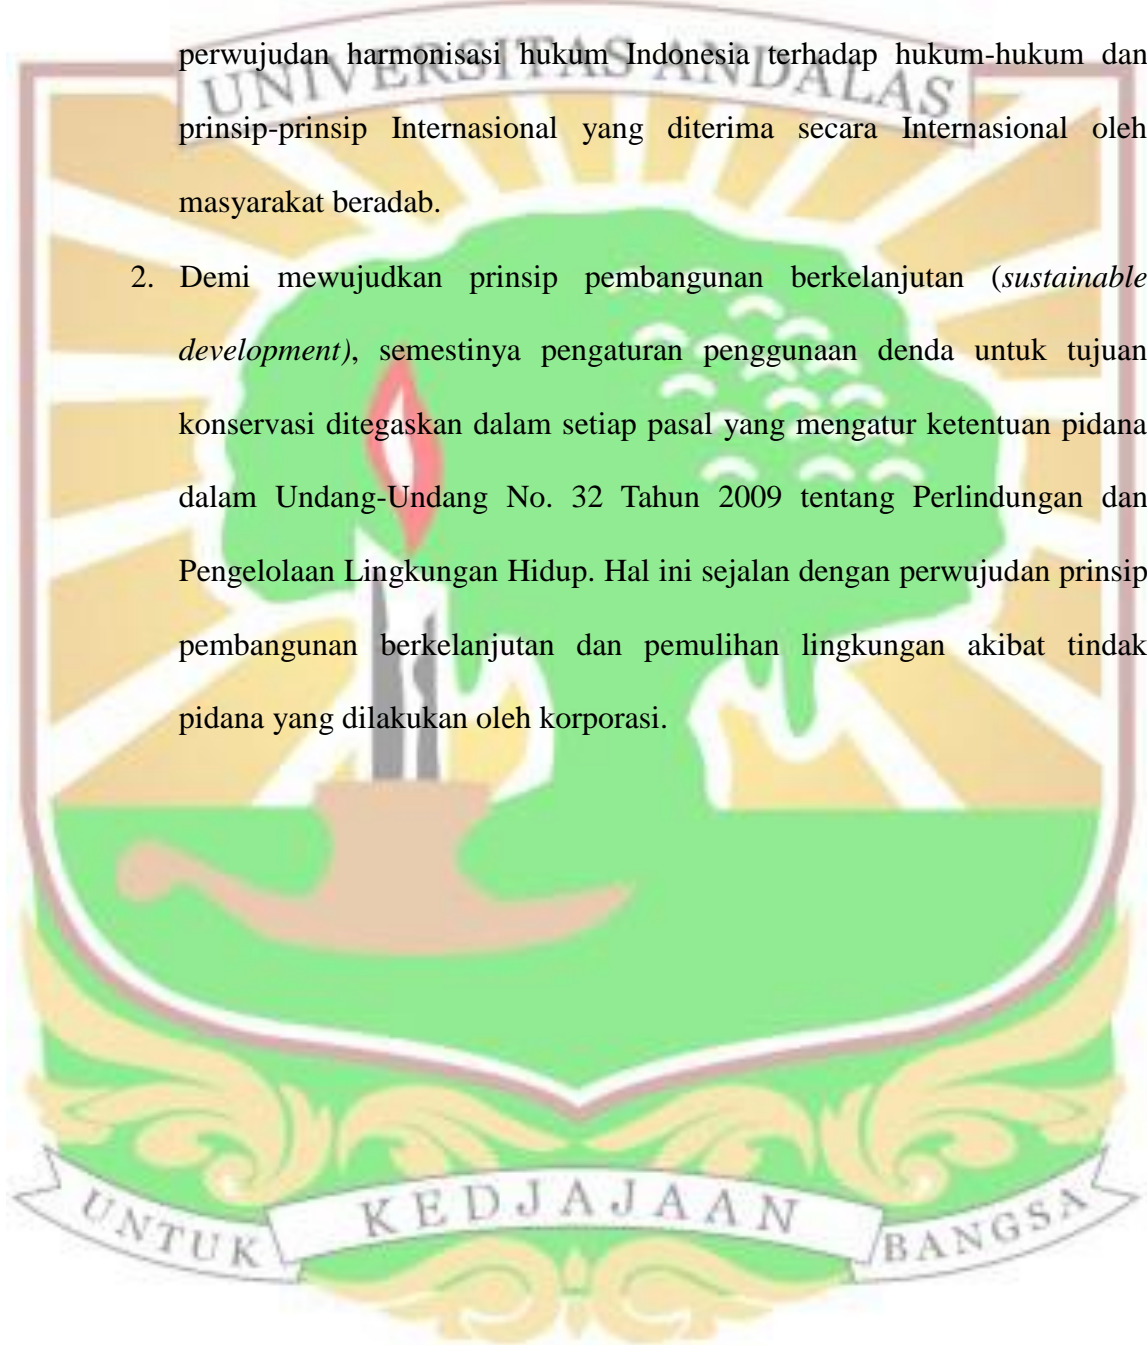 UNIVERSITAS ANDALAS
perwujudan harmonisasi hukum Indonesia terhadap hukum-hukum dan
prinsip-prinsip Internasional yang diterima secara Internasional oleh
masyarakat beradab.
2. Demi mewujudkan prinsip pembangunan berkelanjutan (sustainable
development), semestinya pengaturan penggunaan denda untuk tujuan
konservasi ditegaskan dalam setiap pasal yang mengatur ketentuan pidana
dalam Undang-Undang No. 32 Tahun 2009 tentang Perlindungan dan
Pengelolaan Lingkungan Hidup. Hal ini sejalan dengan perwujudan prinsip
pembangunan berkelanjutan dan pemulihan lingkungan akibat tindak
pidana yang dilakukan oleh korporasi.
UNTUK KEDJAJAAN BANGSA